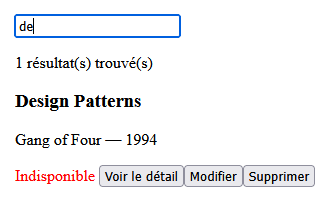 de
1 résultat(s) trouvé(s)
Design Patterns
Gang of Four — 1994
Indisponible Voir le détail Modifier Supprimer